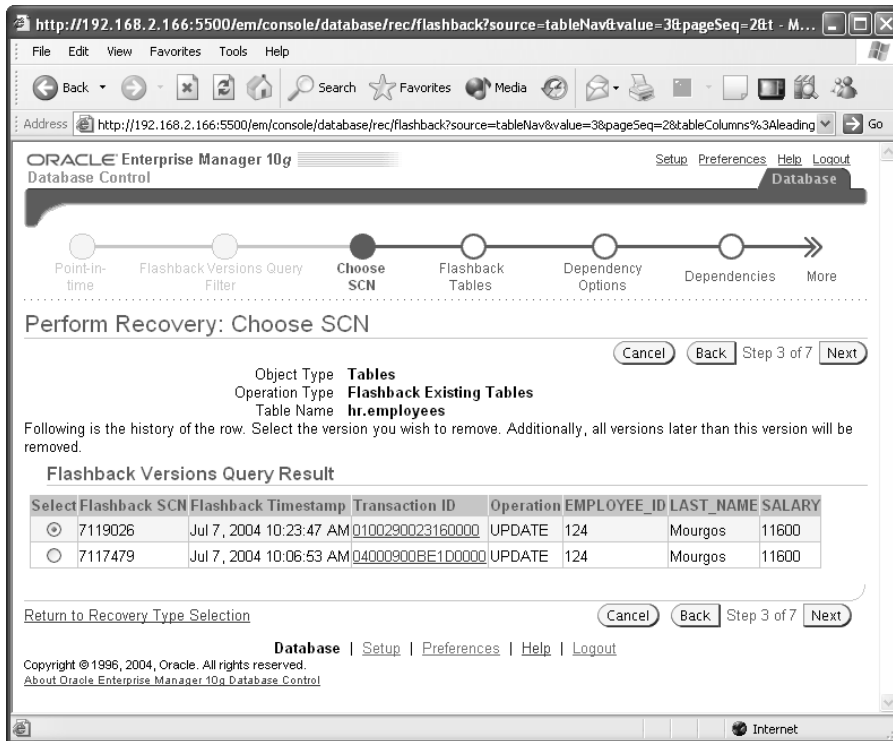 http://192.168.2.166:5500/em/console/database/rec/flashback?source=tableNav&value=3&pageSeq=2&t - M...
File Edit View Favorites Tools Help
Back Search Favorites Media
Address http://192.168.2.166:5500/em/console/database/rec/flashback?source=tableNav&value=3&pageSeq=2&tableColumns%3Aleading Go
ORACLE Enterprise Manager 10g
Database Control
Setup Preferences Help Logout
Database
Point-in-time
Flashback Versions Query Filter
Choose SCN
Flashback Tables
Dependency Options
Dependencies
More
Perform Recovery: Choose SCN
Cancel Back Step 3 of 7 Next
Object Type Tables
Operation Type Flashback Existing Tables
Table Name hr.employees
Following is the history of the row. Select the version you wish to remove. Additionally, all versions later than this version will be
removed.
Flashback Versions Query Result
Select Flashback SCN Flashback Timestamp Transaction ID Operation EMPLOYEE_ID LAST_NAME SALARY
7119026 Jul 7, 2004 10:23:47 AM 0100290023160000 UPDATE 124 Mourgos 11600
7117479 Jul 7, 2004 10:06:53 AM 04000900BE1D0000 UPDATE 124 Mourgos 11600
Return to Recovery Type Selection
Cancel Back Step 3 of 7 Next
Database | Setup | Preferences | Help | Logout
Copyright © 1996, 2004, Oracle. All rights reserved.
About Oracle Enterprise Manager 10g Database Control
Internet